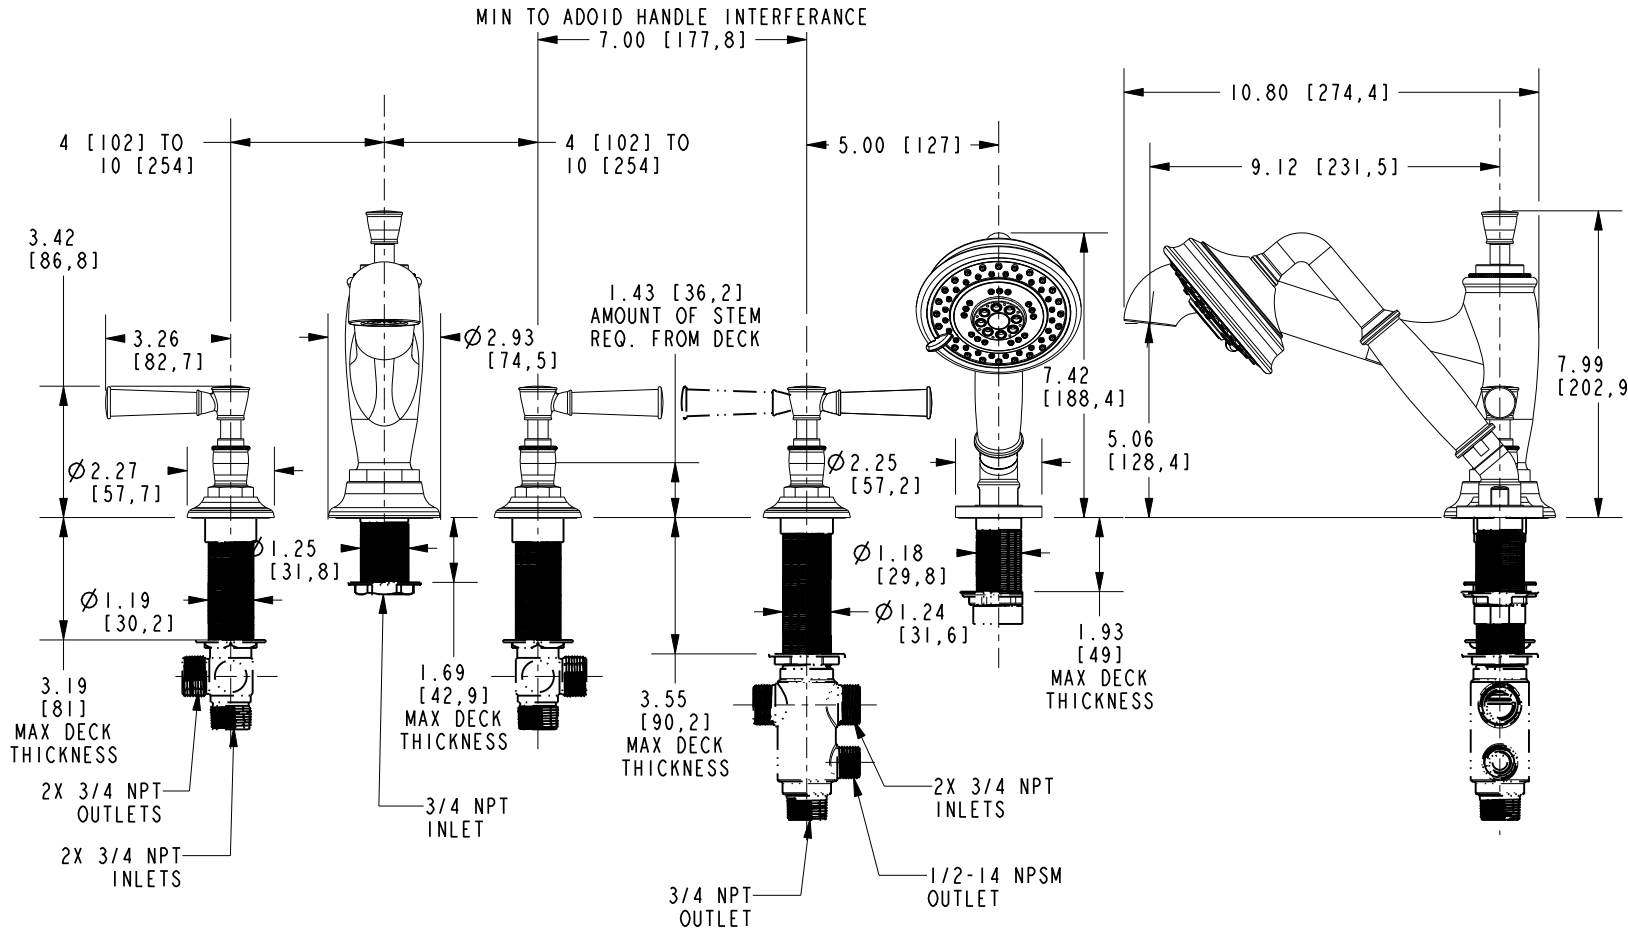 MIN TO ADOID HANDLE INTERFERANCE
7.00 [177,8]
10.80 [274,4]
4 [102] TO
10 [254]
4 [102] TO
10 [254]
5.00 [127]
9.12 [231,5]
3.42
[86,8]
1.43 [36,2]
AMOUNT OF STEM
REQ. FROM DECK
3.26
[82,7]
Ø2.93
[74,5]
7.42
[188,4]
7.99
[202,9
5.06
[128,4]
Ø2.27
[57,7]
Ø2.25
[57,2]
Ø1.25
[31,8]
Ø1.18
[29,8]
Ø1.19
[30,2]
Ø1.24
[31,6]
3.19
[81]
MAX DECK
THICKNESS
1.69
[42,9]
MAX DECK
THICKNESS
3.55
[90,2]
MAX DECK
THICKNESS
1.93
[49]
MAX DECK
THICKNESS
2X 3/4 NPT
OUTLETS
3/4 NPT
INLET
2X 3/4 NPT
INLETS
2X 3/4 NPT
INLETS
1/2-14 NPSM
OUTLET
3/4 NPT
OUTLET